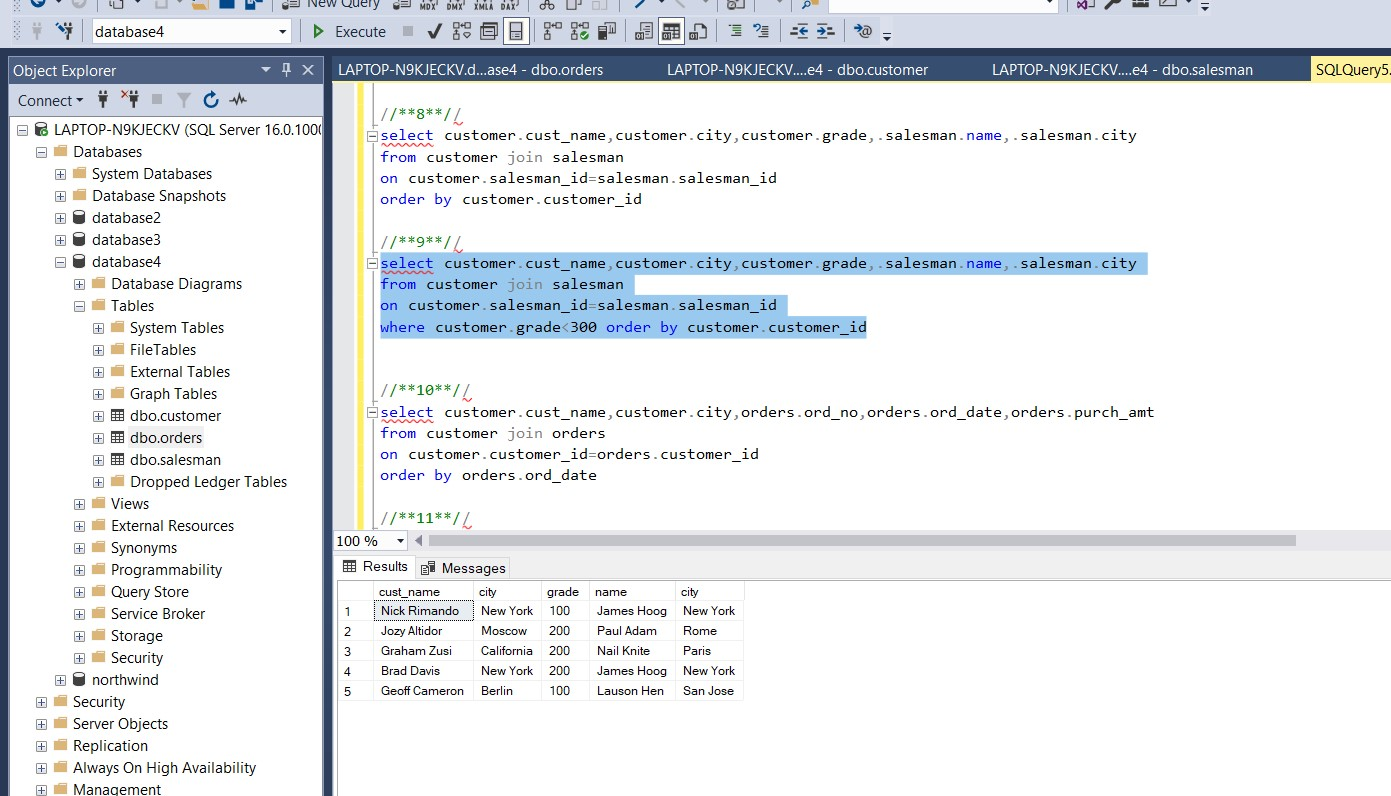 New Query
MDX DMX XMLA DAX
database4
Execute
Object Explorer
Connect
LAPTOP-N9KJECKV (SQL Server 16.0.1000
Databases
System Databases
Database Snapshots
database2
database3
database4
Database Diagrams
Tables
System Tables
FileTables
External Tables
Graph Tables
dbo.customer
dbo.orders
dbo.salesman
Dropped Ledger Tables
Views
External Resources
Synonyms
Programmability
Query Store
Service Broker
Storage
Security
northwind
Security
Server Objects
Replication
Always On High Availability
Management
LAPTOP-N9KJECKV.d...ase4 - dbo.orders
LAPTOP-N9KJECKV....e4 - dbo.customer
LAPTOP-N9KJECKV....e4 - dbo.salesman
SQLQuery5.
//**8**//
select customer.cust_name,customer.city,customer.grade,.salesman.name,.salesman.city
from customer join salesman
on customer.salesman_id=salesman.salesman_id
order by customer.customer_id
//**9**//
select customer.cust_name,customer.city,customer.grade,.salesman.name,.salesman.city
from customer join salesman
on customer.salesman_id=salesman.salesman_id
where customer.grade<300 order by customer.customer_id
//**10**//
select customer.cust_name,customer.city,orders.ord_no,orders.ord_date,orders.purch_amt
from customer join orders
on customer.customer_id=orders.customer_id
order by orders.ord_date
//**11**//
100 %
Results Messages
cust_name city grade name city
1 Nick Rimando New York 100 James Hoog New York
2 Jozy Altidor Moscow 200 Paul Adam Rome
3 Graham Zusi California 200 Nail Knite Paris
4 Brad Davis New York 200 James Hoog New York
5 Geoff Cameron Berlin 100 Lauson Hen San Jose